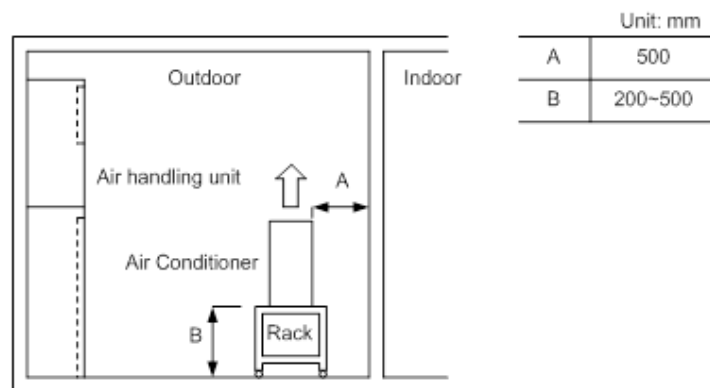 Unit: mm
A 500
B 200~500
Outdoor
Indoor
Air handling unit
A
Air Conditioner
B
Rack